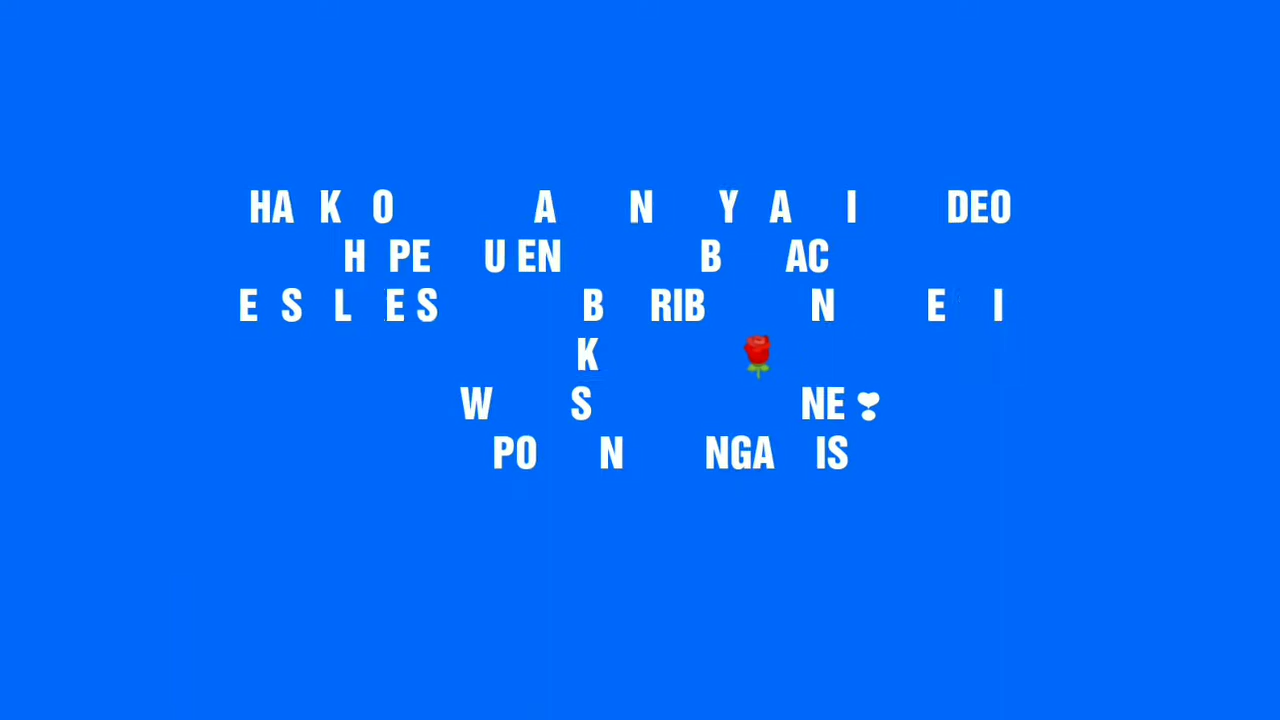 HA K O A N Y A I DEO
H PE U EN B AC
E S L E S B RIB N E I
K 🌹
W S NE ❣
PO N NGA IS